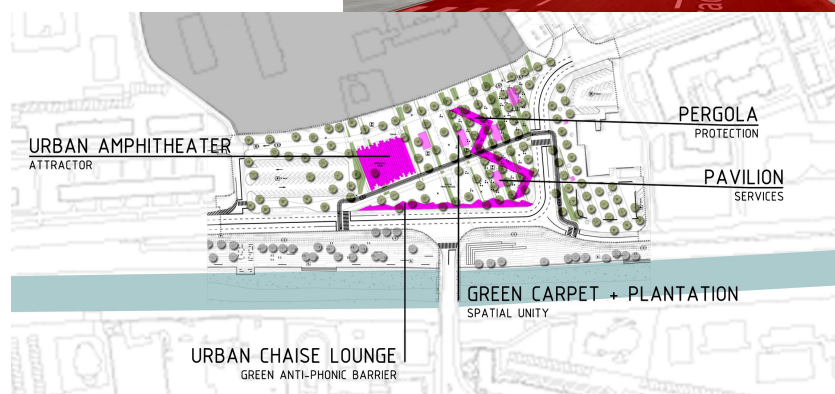 PERGOLA
PROTECTION
URBAN AMPHITHEATER
ATTRACTOR
PAVILION
SERVICES
GREEN CARPET + PLANTATION
SPATIAL UNITY
URBAN CHAISE LOUNGE
GREEN ANTI-PHONIC BARRIER